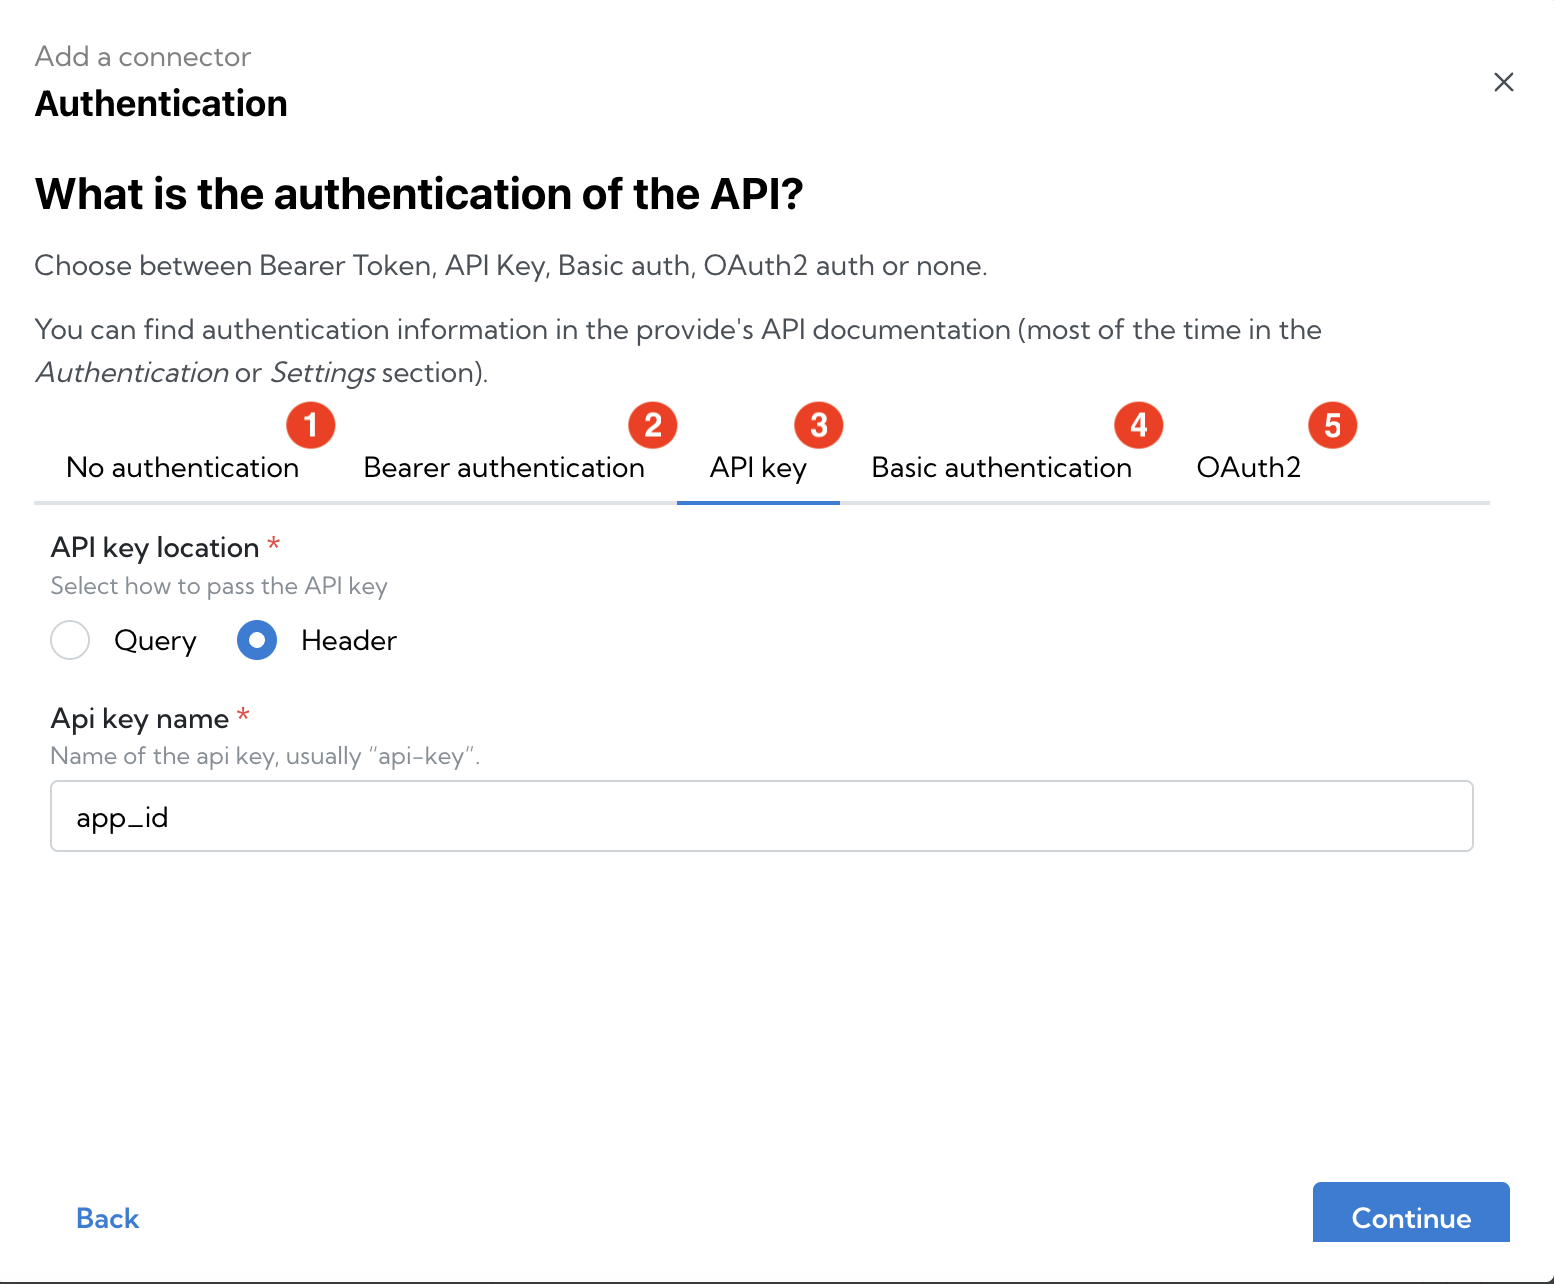 Add a connector
Authentication
What is the authentication of the API?
Choose between Bearer Token, API Key, Basic auth, OAuth2 auth or none.
You can find authentication information in the provide's API documentation (most of the time in the
Authentication or Settings section).
1 2 3 4 5
No authentication Bearer authentication API key Basic authentication OAuth2
API key location *
Select how to pass the API key
Query Header
Api key name *
Name of the api key, usually “api-key”.
app_id
Back Continue